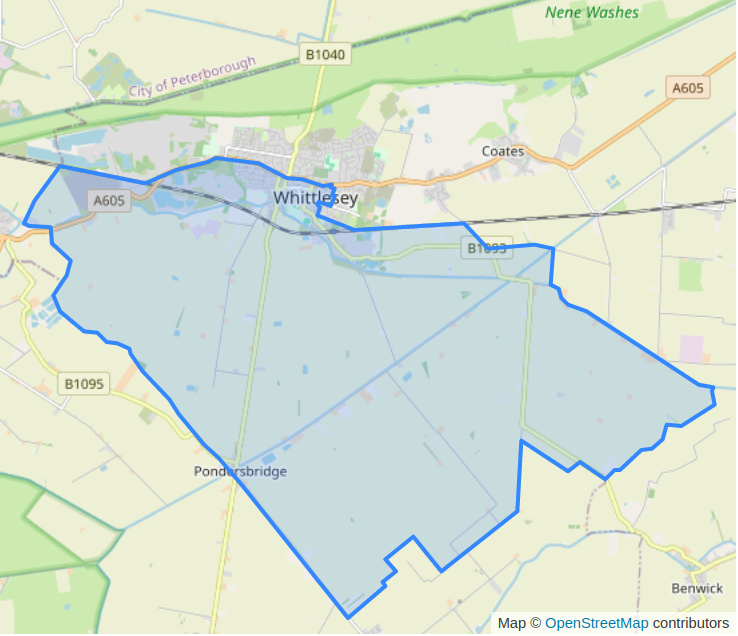 Nene Washes
B1040
City of Peterborough
A605
Coates
A605
Whittlesey
B1093
B1095
Pondersbridge
Benwick
Map © OpenStreetMap contributors